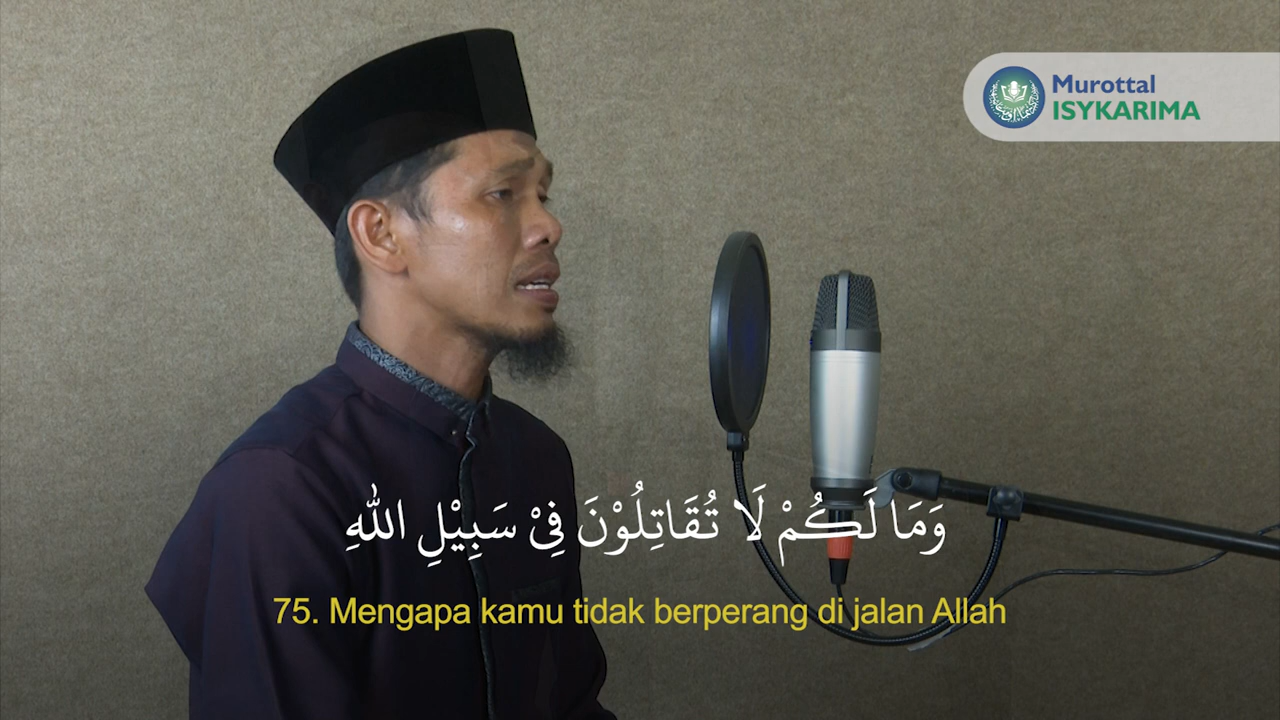 Murottal
ISYKARIMA
وَمَا لَكُمْ لَا تُقَاتِلُوْنَ فِيْ سَبِيْلِ اللّٰهِ
75. Mengapa kamu tidak berperang di jalan Allah